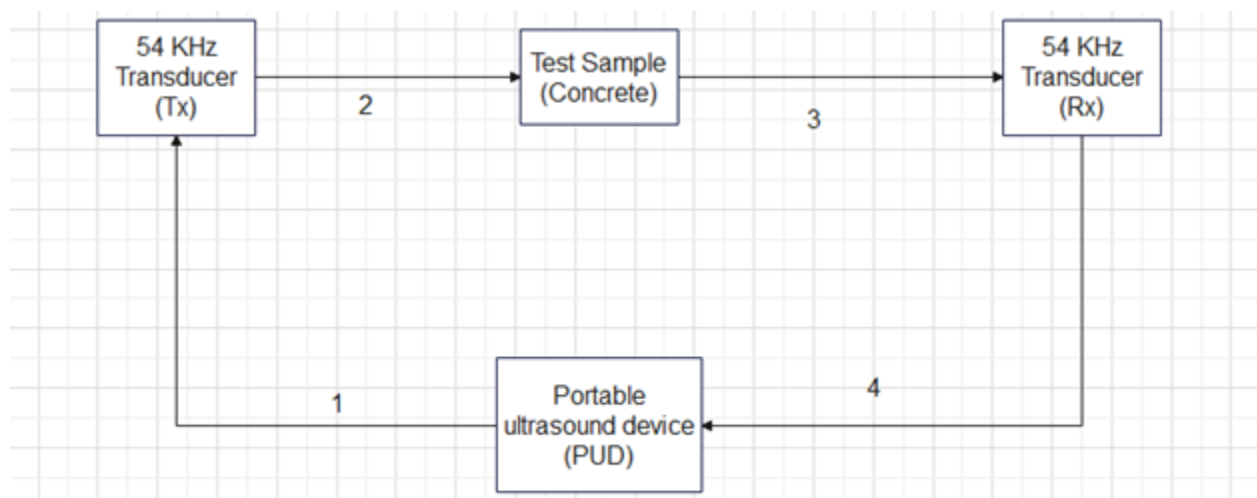 54 KHz
Transducer
(Tx)
2
Test Sample
(Concrete)
3
54 KHz
Transducer
(Rx)
1
Portable
ultrasound device
(PUD)
4